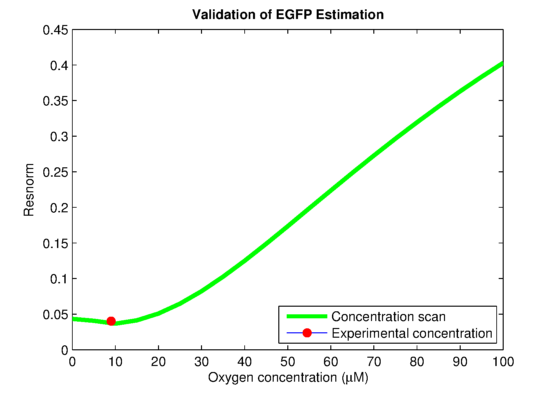 Validation of EGFP Estimation
0.45
0.4
0.35
0.3
0.25
0.2
0.15
0.1
0.05
0
Resnorm
0 10 20 30 40 50 60 70 80 90 100
Oxygen concentration (μM)
Concentration scan
Experimental concentration